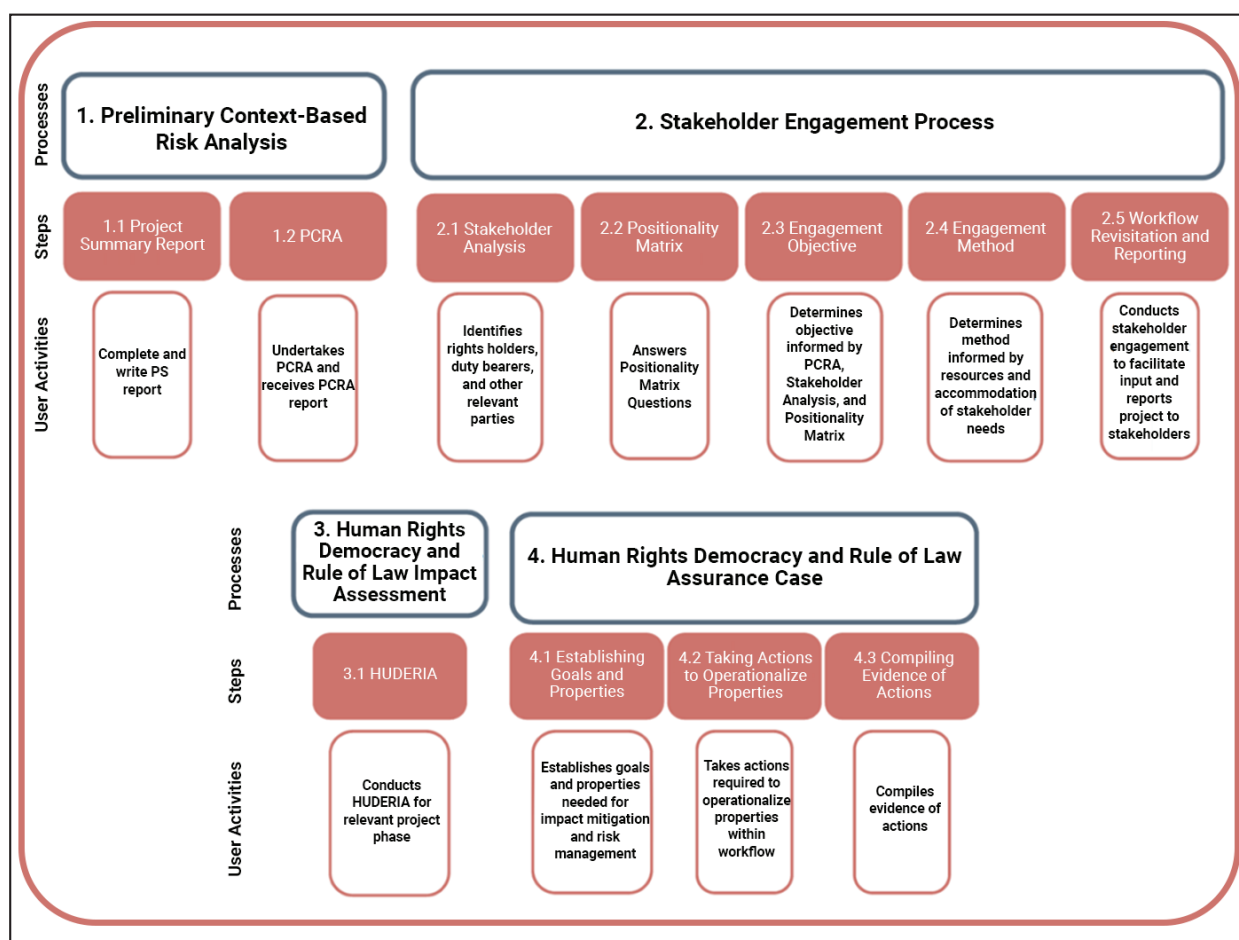 Processes
1. Preliminary Context-Based
Risk Analysis
2. Stakeholder Engagement Process
Steps
1.1 Project
Summary Report
1.2 PCRA
2.1 Stakeholder
Analysis
2.2 Positionality
Matrix
2.3 Engagement
Objective
2.4 Engagement
Method
2.5 Workflow
Revisitation and
Reporting
User Activities
Complete and
write PS
report
Undertakes
PCRA and
receives PCRA
report
Identifies
rights holders,
duty bearers,
and other
relevant
parties
Answers
Positionality
Matrix
Questions
Determines
objective
informed by
PCRA,
Stakeholder
Analysis, and
Positionality
Matrix
Determines
method
informed by
resources and
accommodation
of stakeholder
needs
Conducts
stakeholder
engagement
to facilitate
input and
reports
project to
stakeholders
Processes
3. Human Rights
Democracy and
Rule of Law Impact
Assessment
4. Human Rights Democracy and Rule of Law
Assurance Case
Steps
3.1 HUDERIA
4.1 Establishing
Goals and
Properties
4.2 Taking Actions
to Operationalize
Properties
4.3 Compiling
Evidence of
Actions
User Activities
Conducts
HUDERIA for
relevant project
phase
Establishes goals
and properties
needed for
impact mitigation
and risk
management
Takes actions
required to
operationalize
properties
within
workflow
Compiles
evidence of
actions